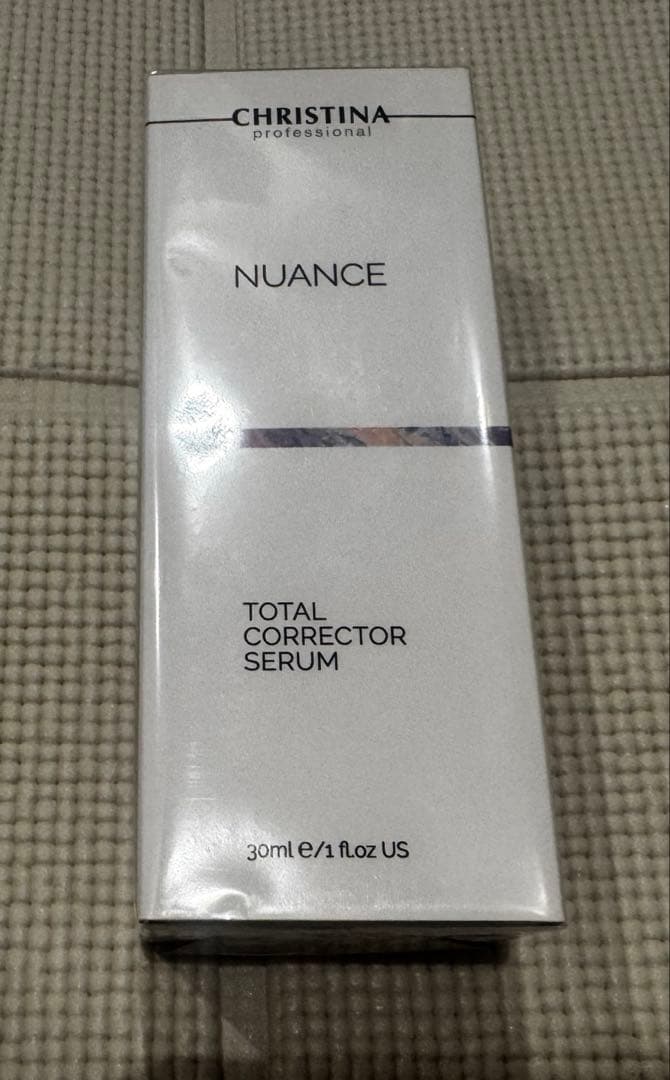 CHRISTINA
professional
NUANCE
TOTAL
CORRECTOR
SERUM
30ml e/1 fl.oz US